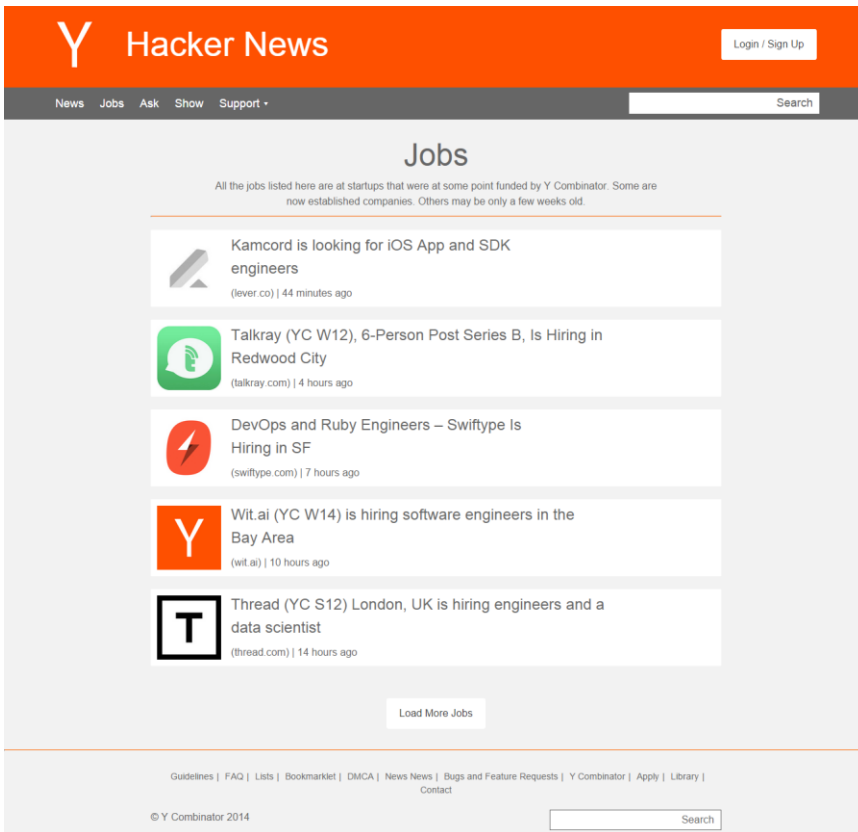 Y Hacker News
Login / Sign Up
News Jobs Ask Show Support
Search
Jobs
All the jobs listed here are at startups that were at some point funded by Y Combinator. Some are
now established companies. Others may be only a few weeks old.
Kamcord is looking for iOS App and SDK
engineers
(lever.co) | 44 minutes ago
Talkray (YC W12), 6-Person Post Series B, Is Hiring in
Redwood City
(talkray.com) | 4 hours ago
DevOps and Ruby Engineers – Swiftype Is
Hiring in SF
(swiftype.com) | 7 hours ago
Y
Wit.ai (YC W14) is hiring software engineers in the
Bay Area
(wit.ai) | 10 hours ago
T
Thread (YC S12) London, UK is hiring engineers and a
data scientist
(thread.com) | 14 hours ago
Load More Jobs
Guidelines | FAQ | Lists | Bookmarklet | DMCA | News News | Bugs and Feature Requests | Y Combinator | Apply | Library |
Contact
© Y Combinator 2014
Search